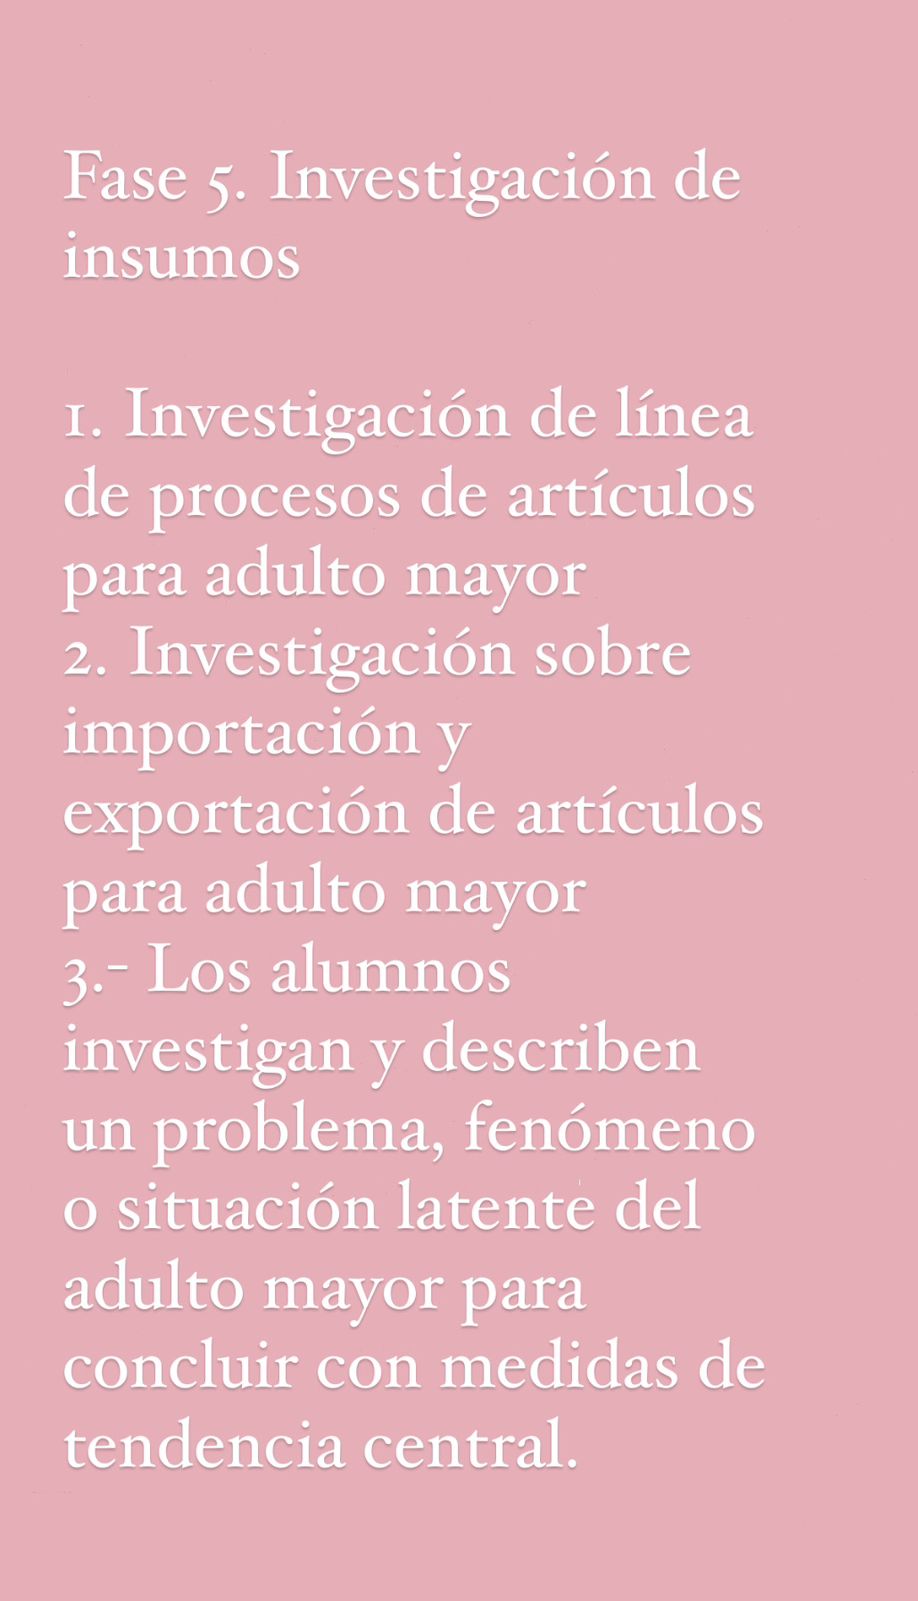 Fase 5. Investigación de
insumos
1. Investigación de línea
de procesos de artículos
para adulto mayor
2. Investigación sobre
importación y
exportación de artículos
para adulto mayor
3.- Los alumnos
investigan y describen
un problema, fenómeno
o situación latente del
adulto mayor para
concluir con medidas de
tendencia central.